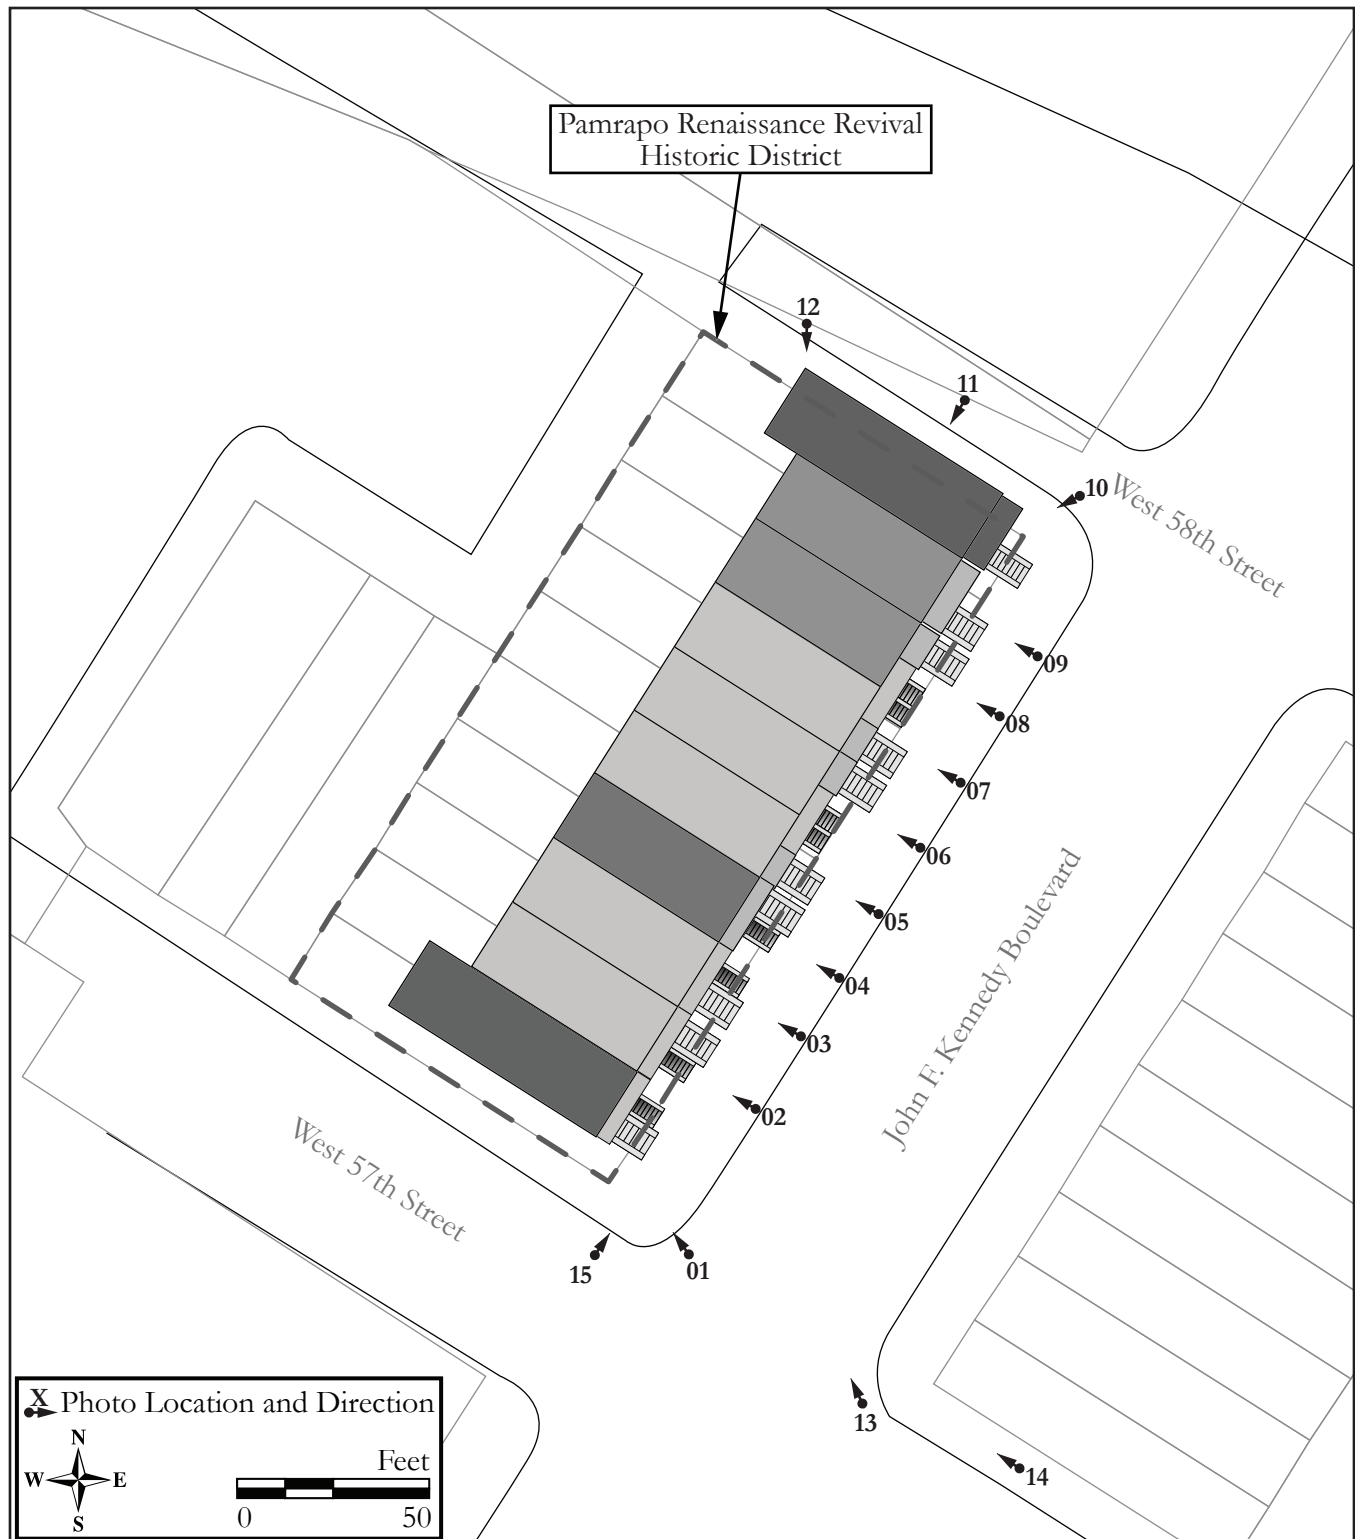 Pamrapo Renaissance Revival
Historic District
12
11
10
West 58th Street
09
08
07
06
05
04
03
02
John F. Kennedy Boulevard
West 57th Street
15
01
13
14
X Photo Location and Direction
N
W E
S
Feet
0 50